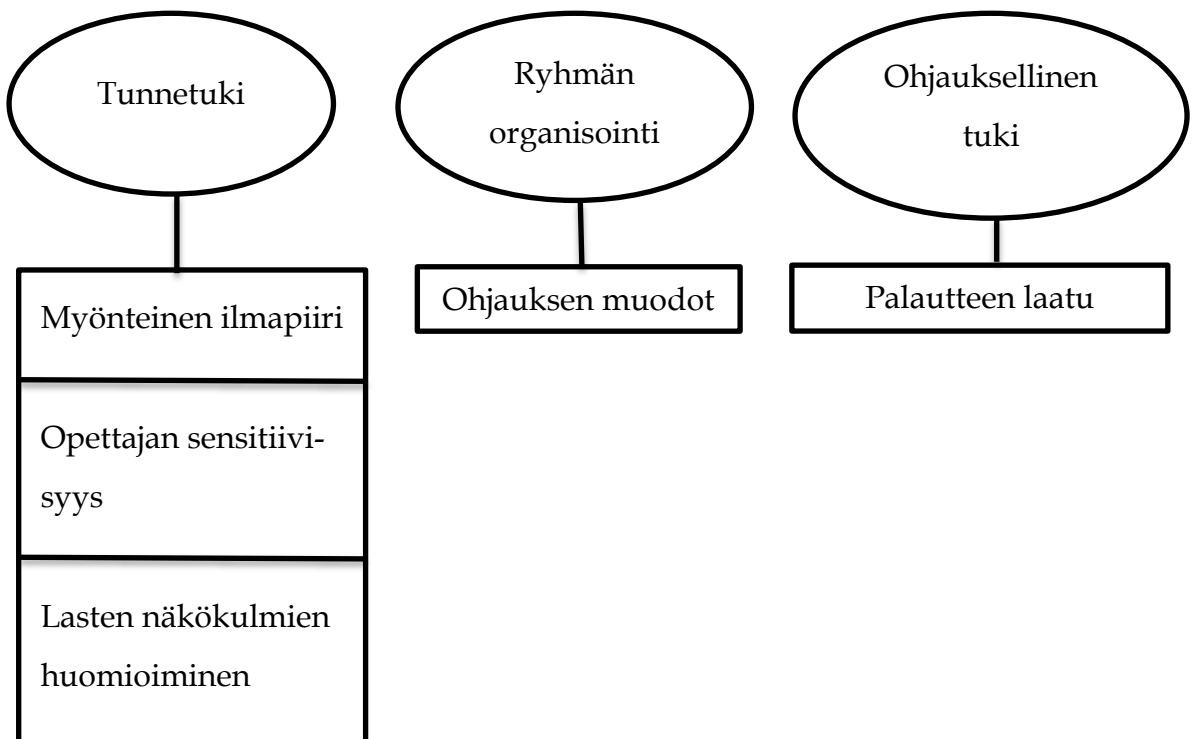 Tunnetuki
Ryhmän
organisointi
Ohjauksellinen
tuki
Myönteinen ilmapiiri
Opettajan sensitiivi-
syys
Lasten näkökulmien
huomioiminen
Ohjauksen muodot
Palautteen laatu